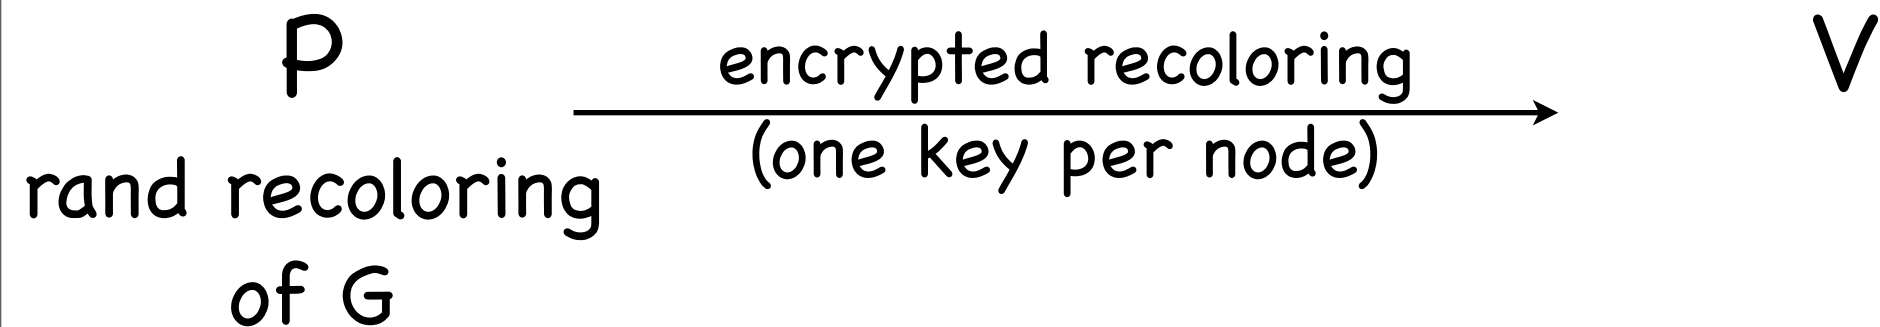 P
encrypted recoloring
V
(one key per node)
rand recoloring
of G